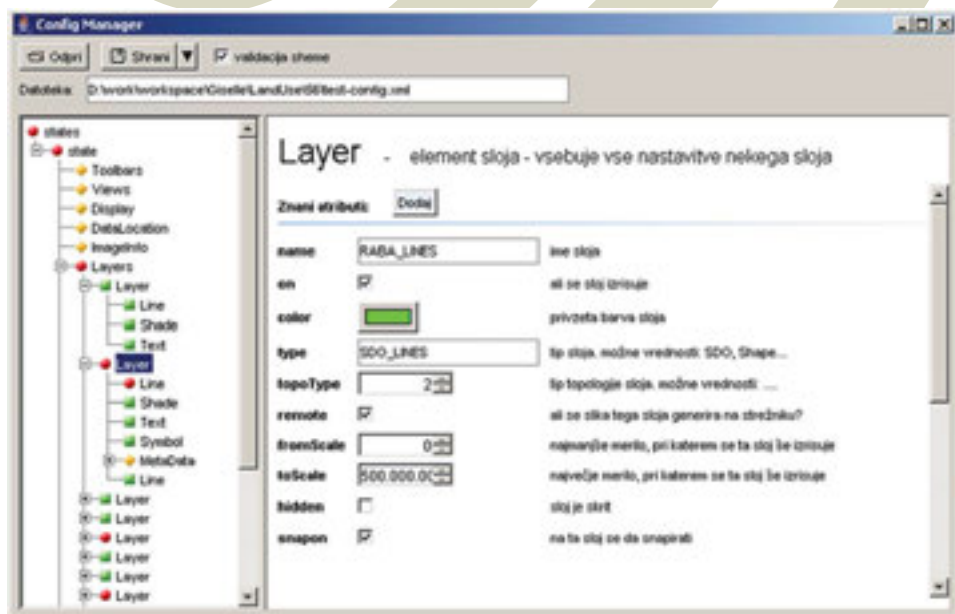 Config Manager
Odpri Shrani validacija sheme
Datoteka: D:\work\workspace\Giselle\LandUse\S6\test-config.xml
states
state
Toolbars
Views
Display
DataLocation
ImageInfo
Layers
Layer
Line
Shade
Text
Layer
Line
Shade
Text
Symbol
MetaData
Line
Layer
Layer
Layer
Layer
Layer
Layer
Layer - element sloja - vsebuje vse nastavitve nekega sloja
Znani atributi: Dodaj
name RABA_LINES ime sloja
on ali se sloj izrisuje
color privzeta barva sloja
type SDO_LINES tip sloja. možne vrednosti: SDO, Shape...
topoType 2 tip topologije sloja. možne vrednosti: ....
remote ali se slika tega sloja generira na strežniku?
fromScale 0 najmanjše merilo, pri katerem se ta sloj še izrisuje
toScale 500.000.00 največje merilo, pri katerem se ta sloj še izrisuje
hidden sloj je skrit
snapon na ta sloj se da snapirati